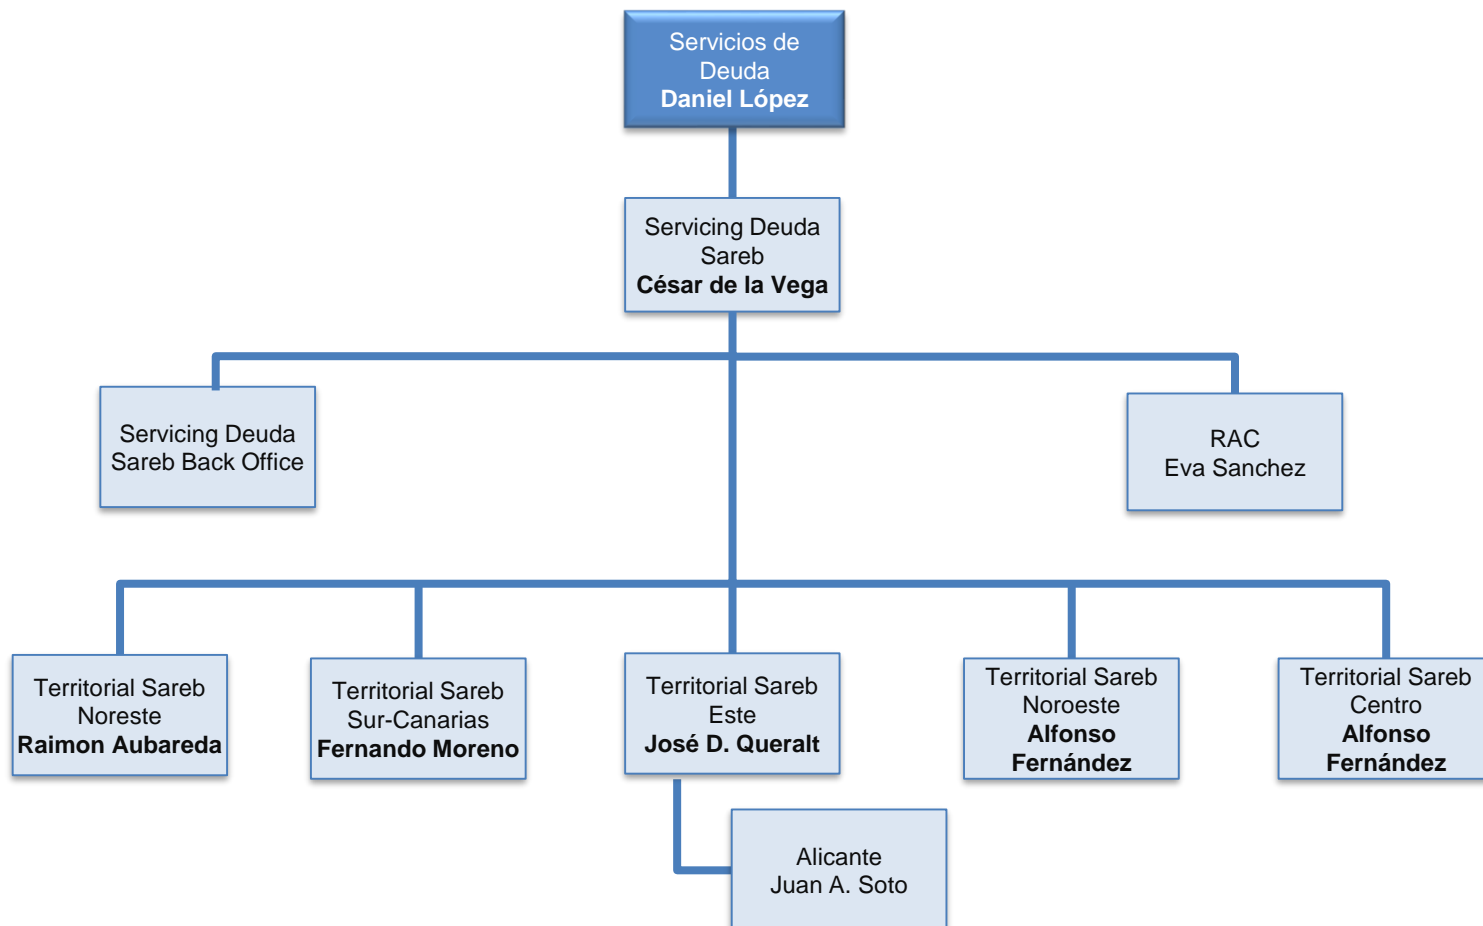 Servicios de
Deuda
Daniel López
Servicing Deuda
Sareb
César de la Vega
Servicing Deuda
Sareb Back Office
RAC
Eva Sanchez
Territorial Sareb
Noreste
Raimon Aubareda
Territorial Sareb
Sur-Canarias
Fernando Moreno
Territorial Sareb
Este
José D. Queralt
Territorial Sareb
Noroeste
Alfonso
Fernández
Territorial Sareb
Centro
Alfonso
Fernández
Alicante
Juan A. Soto